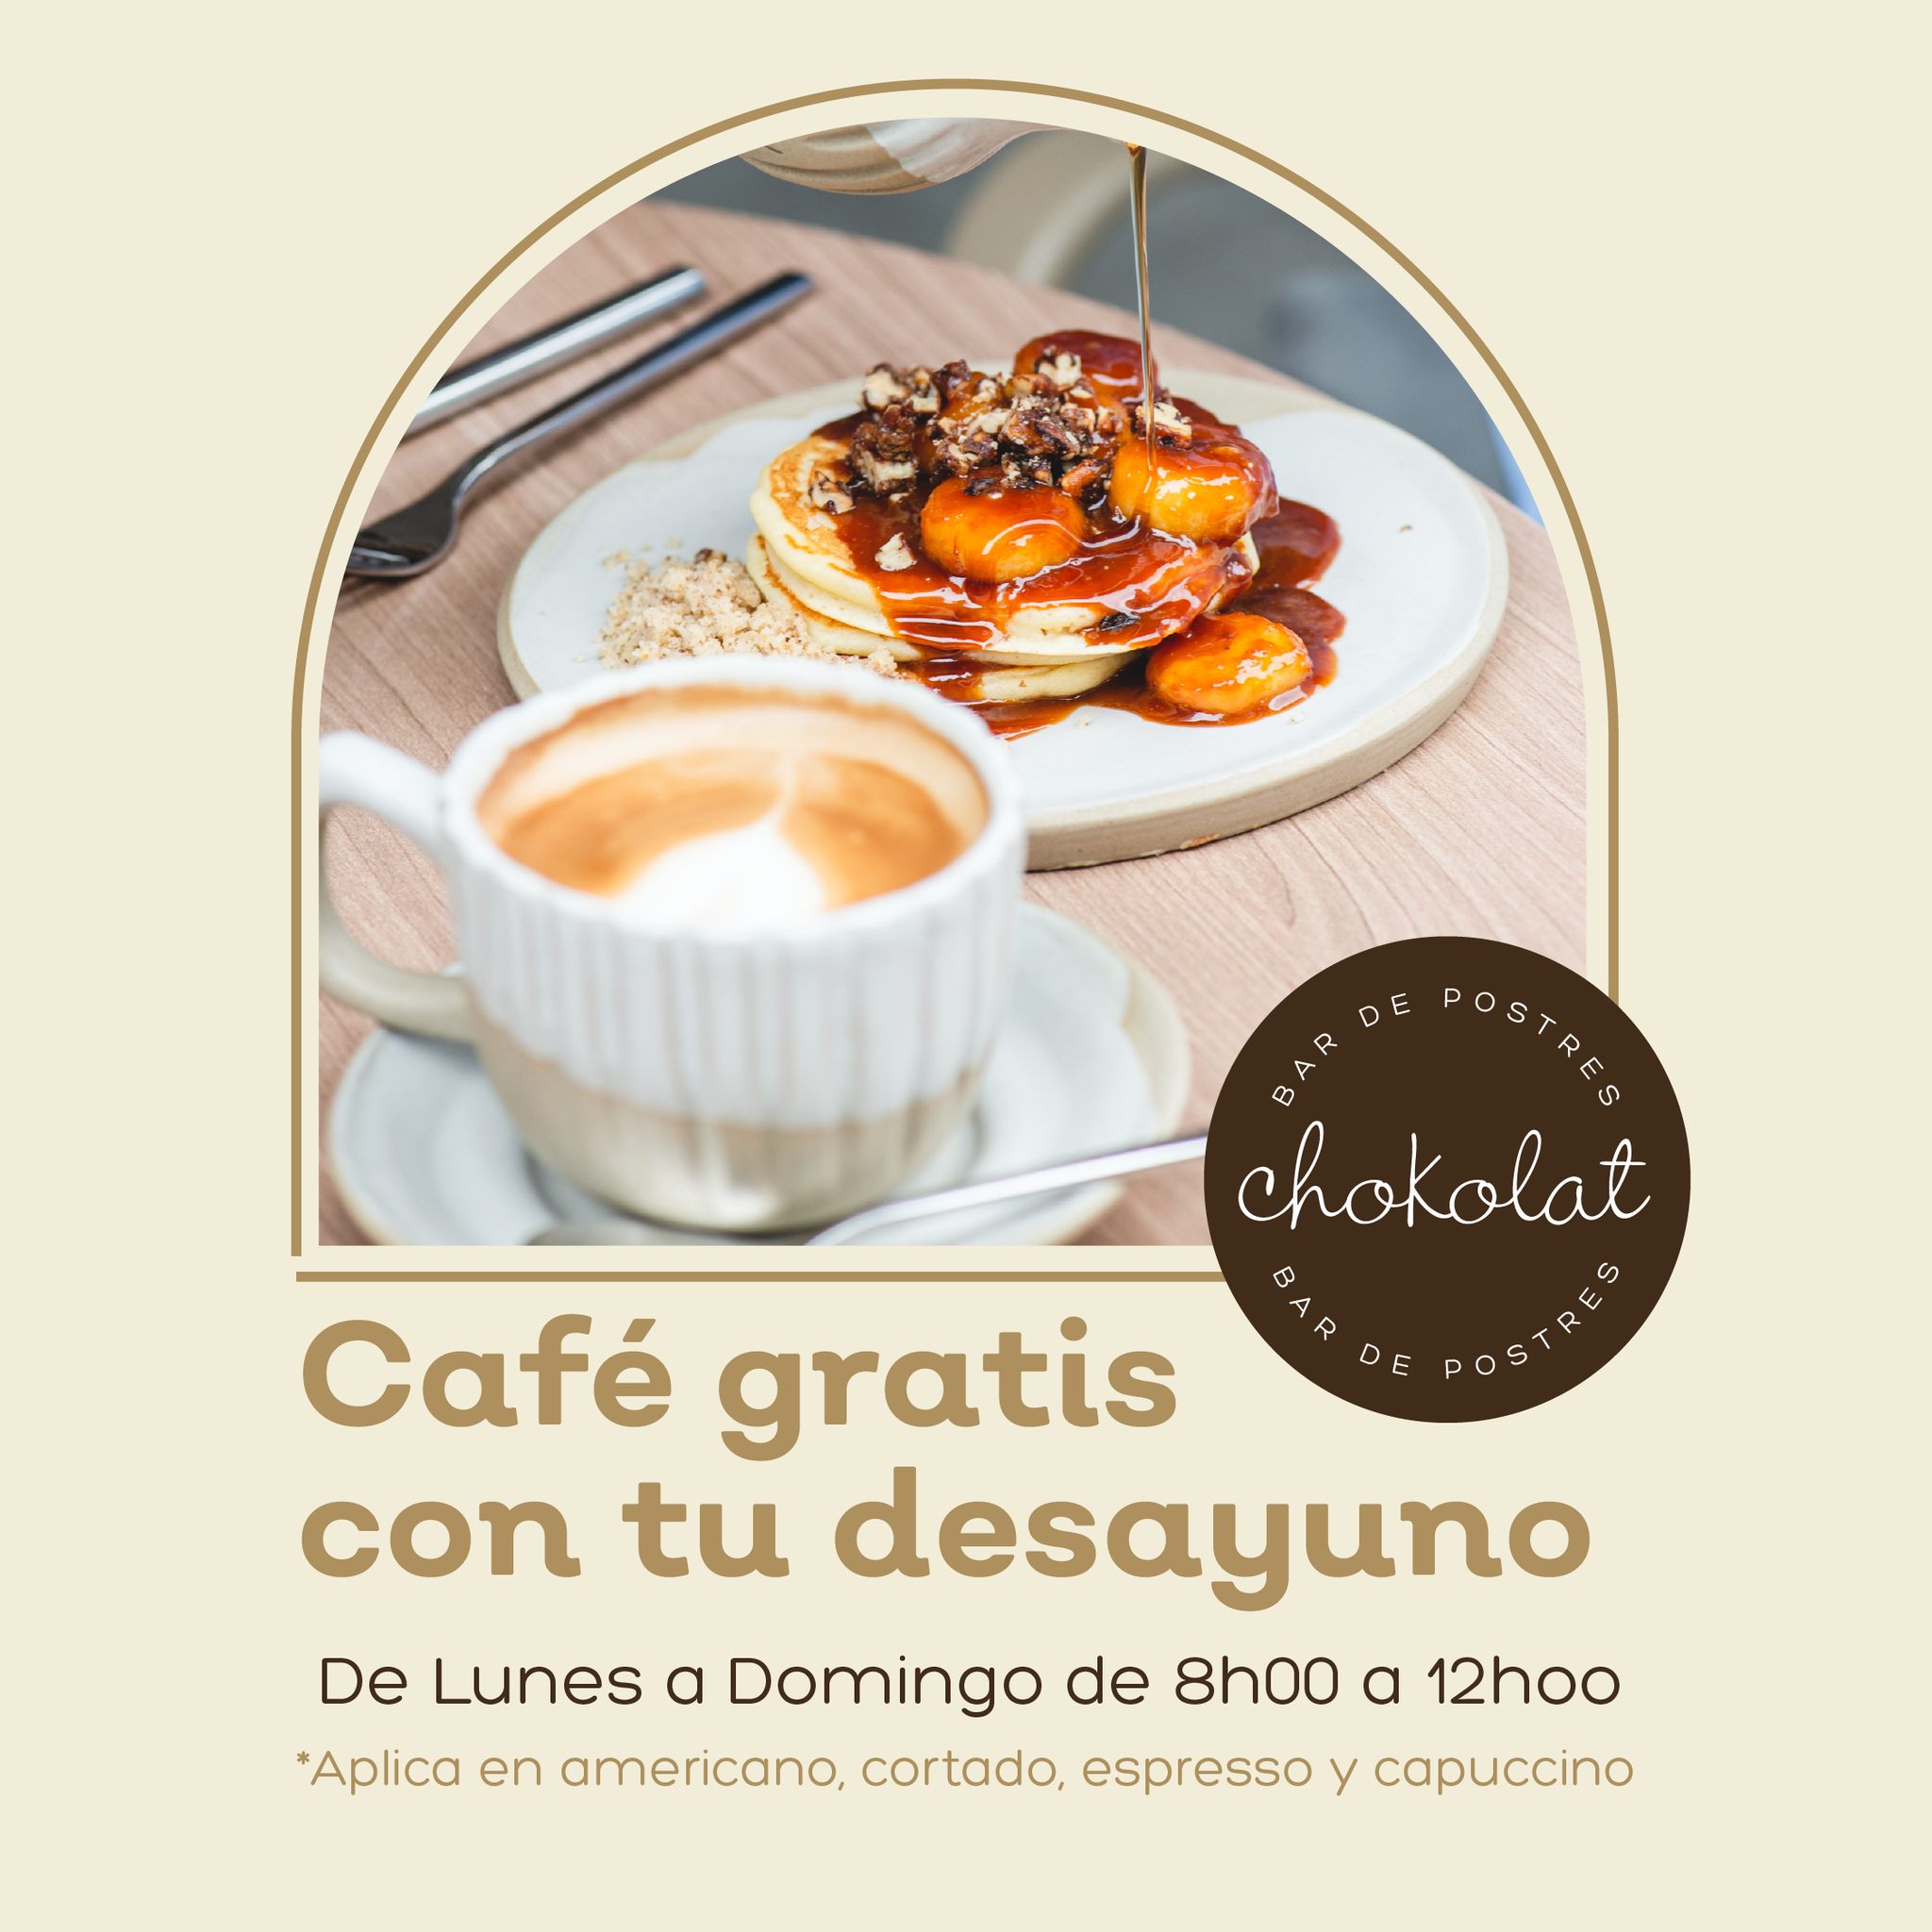 BAR DE POSTRES
chokolat
BAR DE POSTRES
Café gratis
con tu desayuno
De Lunes a Domingo de 8h00 a 12hoo
*Aplica en americano, cortado, espresso y capuccino